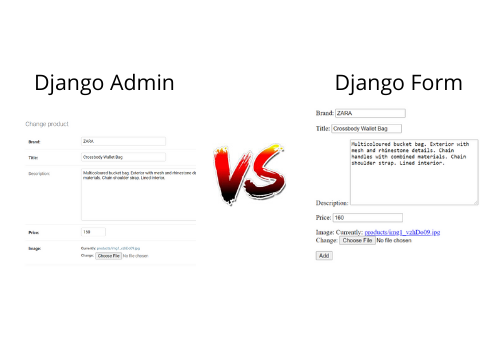 Django Admin
Change product
Brand: ZARA
Title: Crossbody Wallet Bag
Description: Multicoloured bucket bag. Exterior with mesh and rhinestone de
materials. Chain shoulder strap. Lined interior.
Price: 160
Image: Currently: products/img1_vzhDo09.jpg
Change: Choose File No file chosen
VS
Django Form
Brand: ZARA
Title: Crossbody Wallet Bag
Multicoloured bucket bag. Exterior with
mesh and rhinestone details. Chain
handles with combined materials. Chain
shoulder strap. Lined interior.
Description:
Price: 160
Image: Currently: products/img1_vzhDo09.jpg
Change: Choose File No file chosen
Add